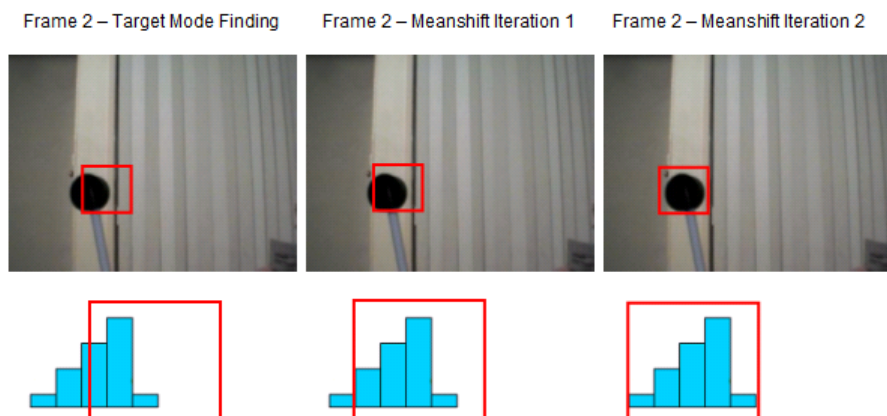 Frame 2 – Target Mode Finding
Frame 2 – Meanshift Iteration 1
Frame 2 – Meanshift Iteration 2